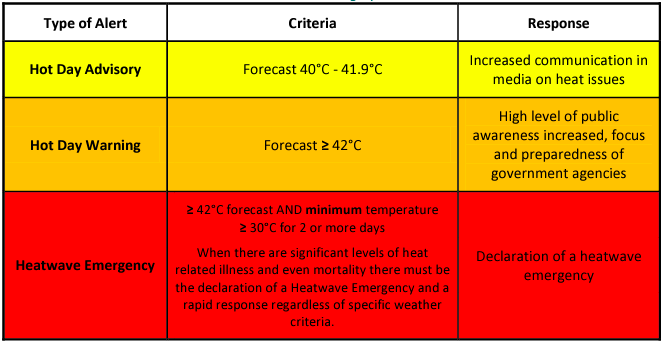 Type of Alert
Criteria
Response
Hot Day Advisory
Forecast 40°C - 41.9°C
Increased communication in
media on heat issues
Hot Day Warning
Forecast ≥ 42°C
High level of public
awareness increased, focus
and preparedness of
government agencies
Heatwave Emergency
≥ 42°C forecast AND minimum temperature
≥ 30°C for 2 or more days
When there are significant levels of heat
related illness and even mortality there must be
the declaration of a Heatwave Emergency and a
rapid response regardless of specific weather
criteria.
Declaration of a heatwave
emergency